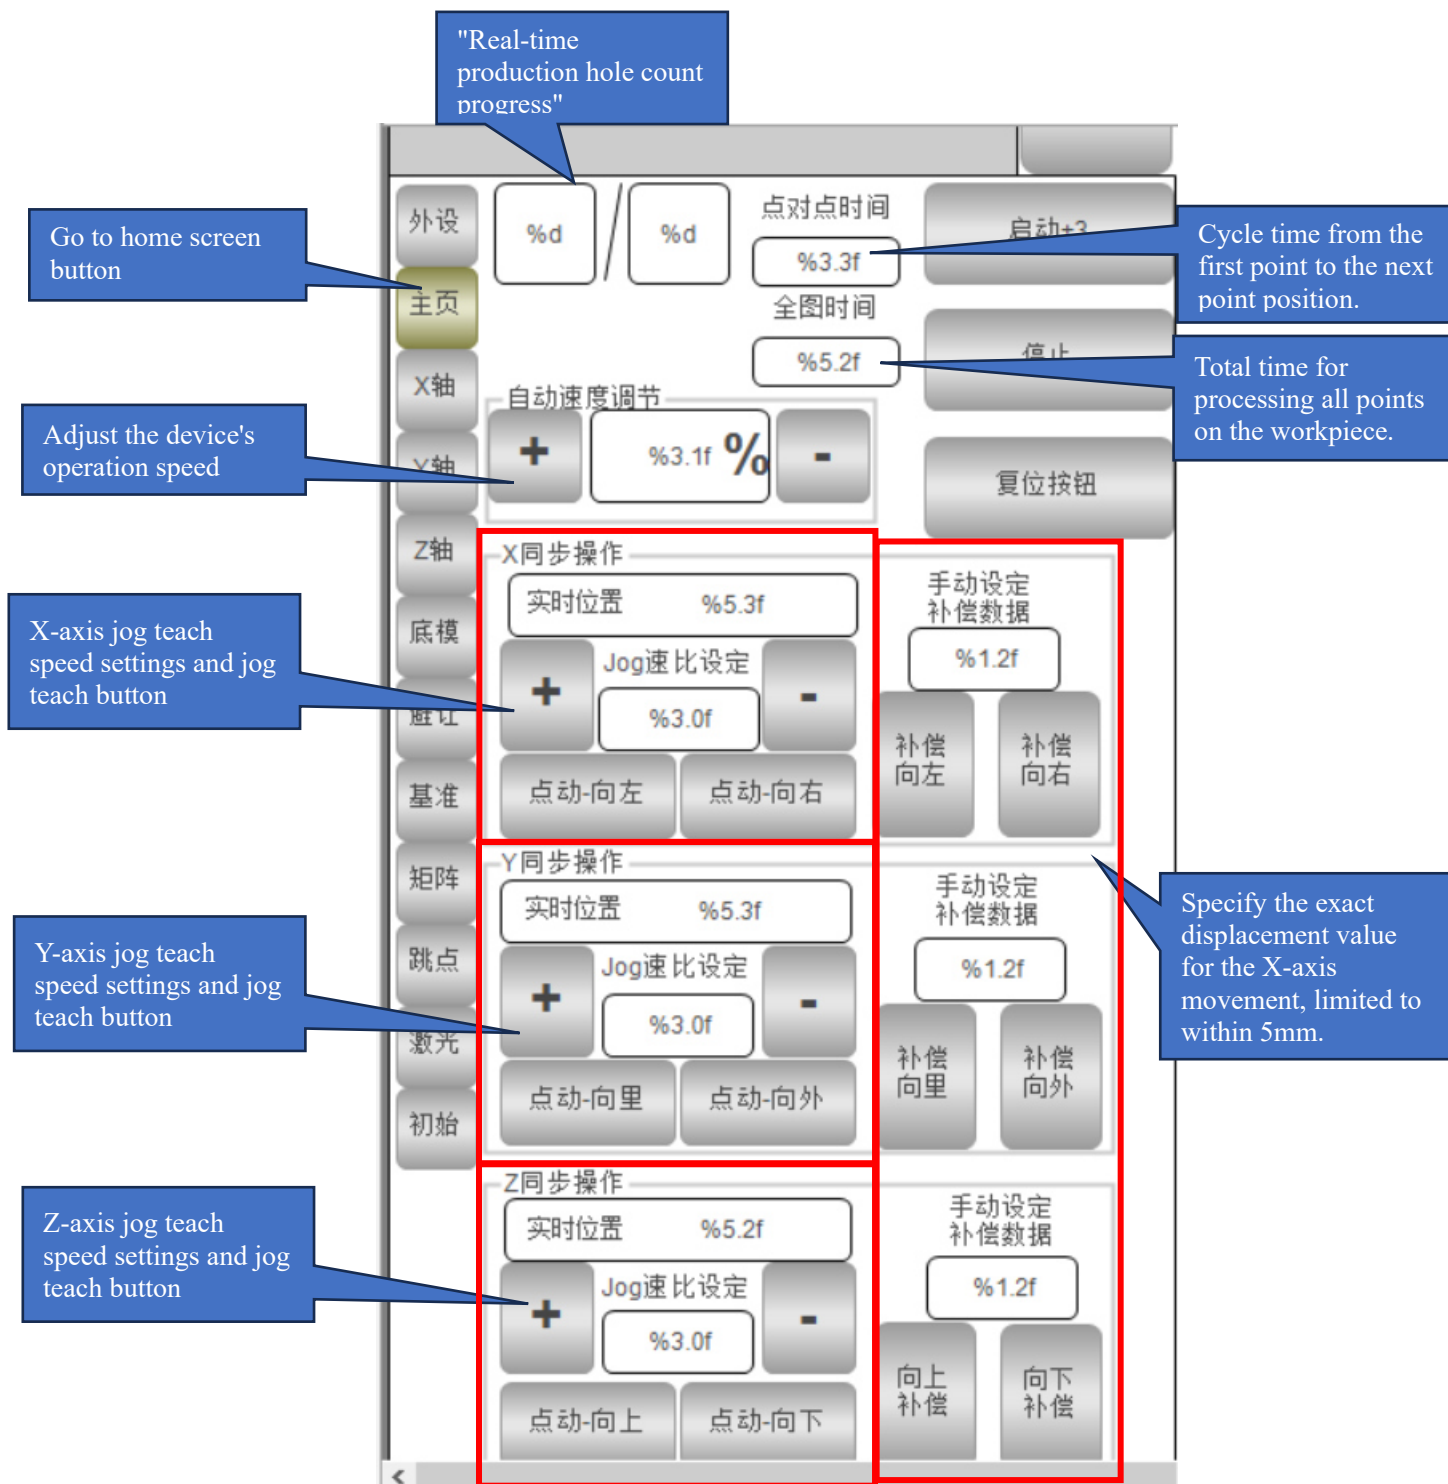 "Real-time
production hole count
progress"
Go to home screen
button
Adjust the device's
operation speed
X-axis jog teach
speed settings and jog
teach button
Y-axis jog teach
speed settings and jog
teach button
Z-axis jog teach
speed settings and jog
teach button
外设
主页
X轴
Y轴
Z轴
底模
避让
基准
矩阵
跳点
激光
初始
%d / %d
点对点时间
%3.3f
全图时间
%5.2f
启动+3
停止
复位按钮
自动速度调节
+ %3.1f % -
X同步操作
实时位置 %5.3f
Jog速比设定
+ %3.0f -
点动-向左 点动-向右
手动设定
补偿数据
%1.2f
补偿
向左
补偿
向右
Y同步操作
实时位置 %5.3f
Jog速比设定
+ %3.0f -
点动-向里 点动-向外
手动设定
补偿数据
%1.2f
补偿
向里
补偿
向外
Z同步操作
实时位置 %5.2f
Jog速比设定
+ %3.0f -
点动-向上 点动-向下
手动设定
补偿数据
%1.2f
向上
补偿
向下
补偿
<
Cycle time from the
first point to the next
point position.
Total time for
processing all points
on the workpiece.
Specify the exact
displacement value
for the X-axis
movement, limited to
within 5mm.